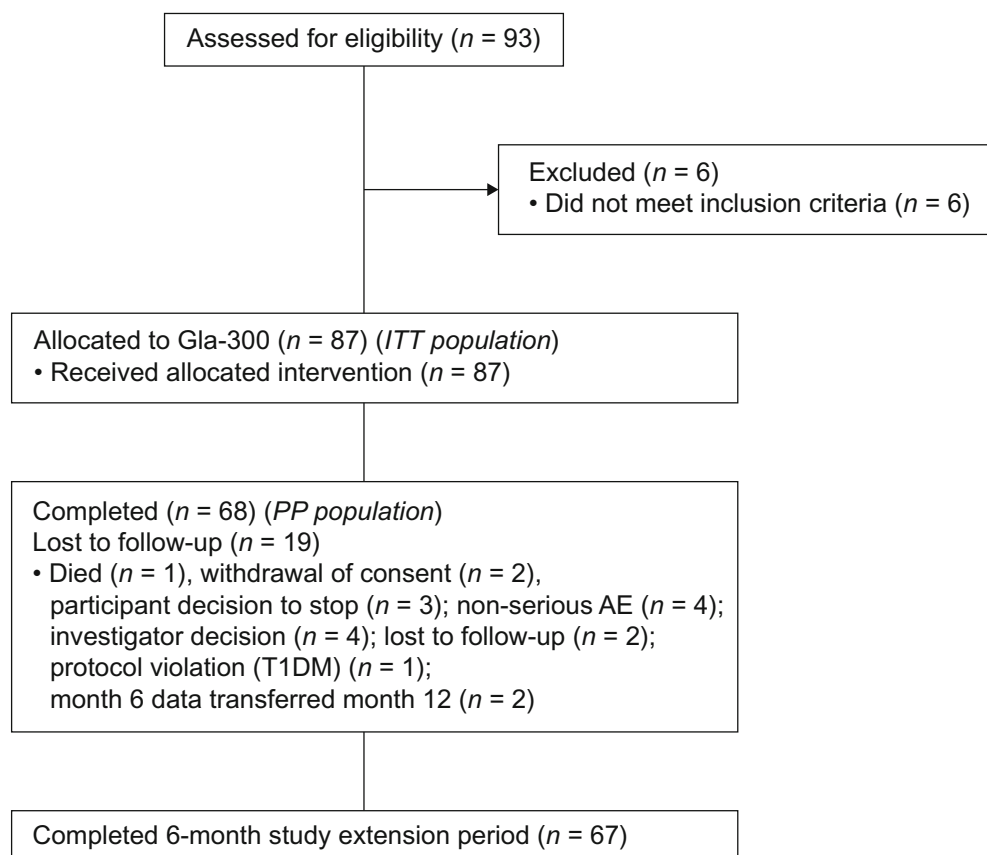 Assessed for eligibility (n = 93)
Excluded (n = 6)
• Did not meet inclusion criteria (n = 6)
Allocated to Gla-300 (n = 87) (ITT population)
• Received allocated intervention (n = 87)
Completed (n = 68) (PP population)
Lost to follow-up (n = 19)
• Died (n = 1), withdrawal of consent (n = 2),
participant decision to stop (n = 3); non-serious AE (n = 4);
investigator decision (n = 4); lost to follow-up (n = 2);
protocol violation (T1DM) (n = 1);
month 6 data transferred month 12 (n = 2)
Completed 6-month study extension period (n = 67)